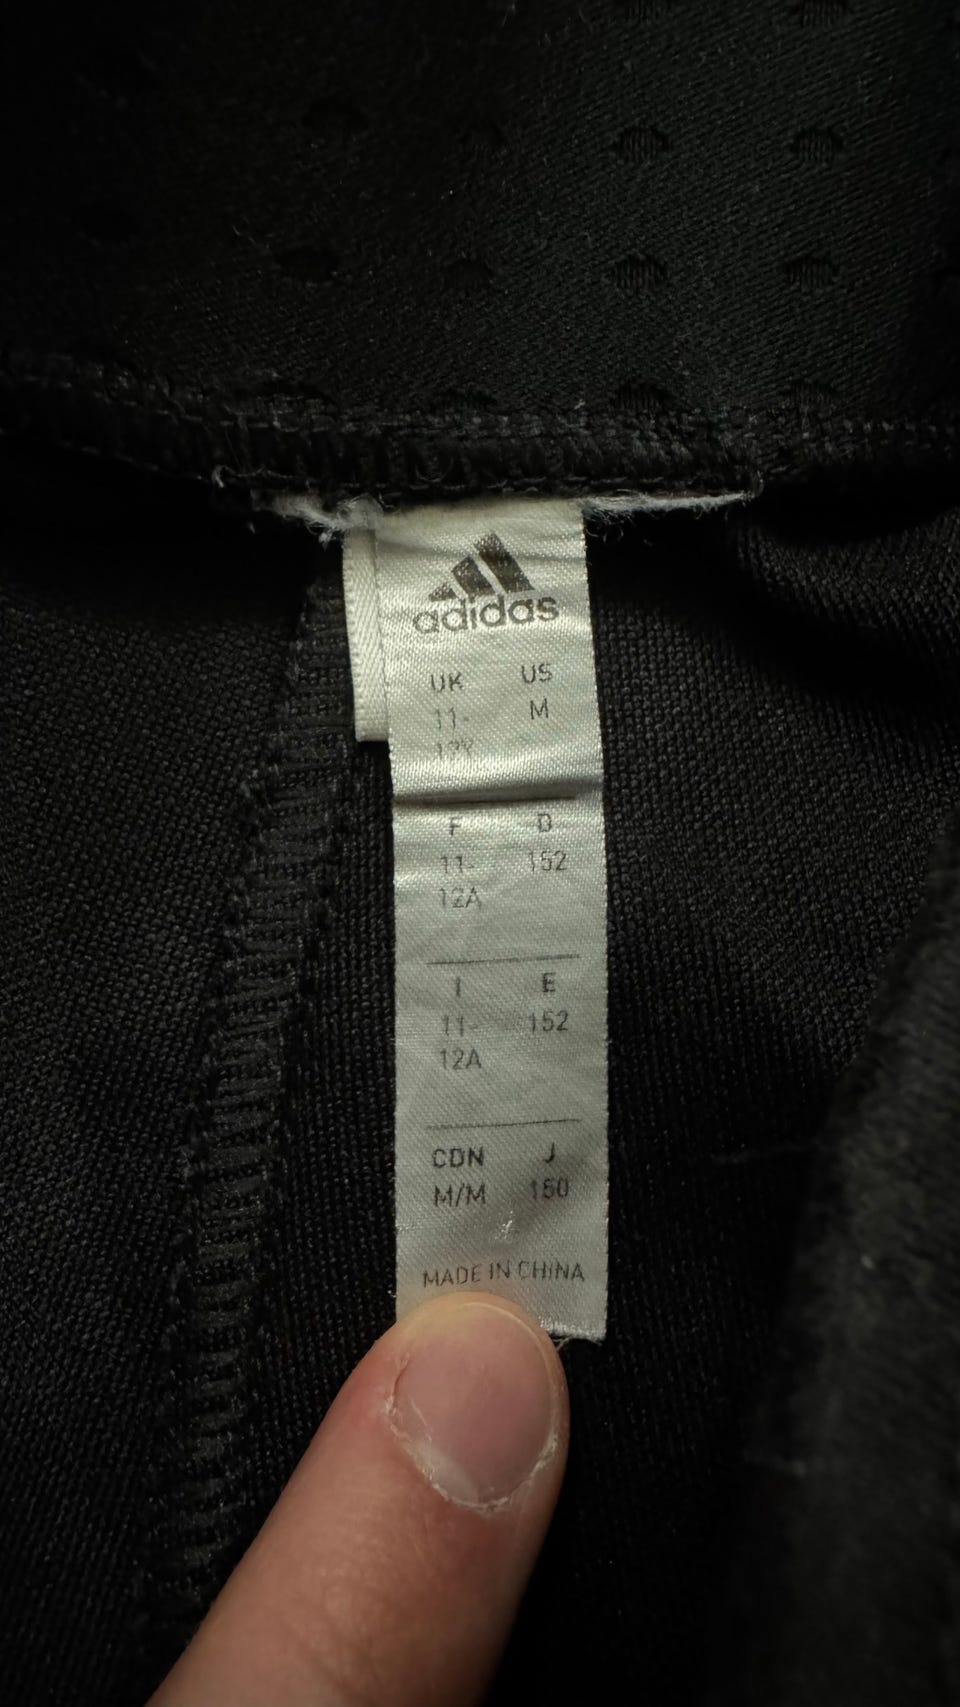 adidas
UK US
11- M
12Y
F D
11- 152
12A
I E
11- 152
12A
CDN J
M/M 150
MADE IN CHINA